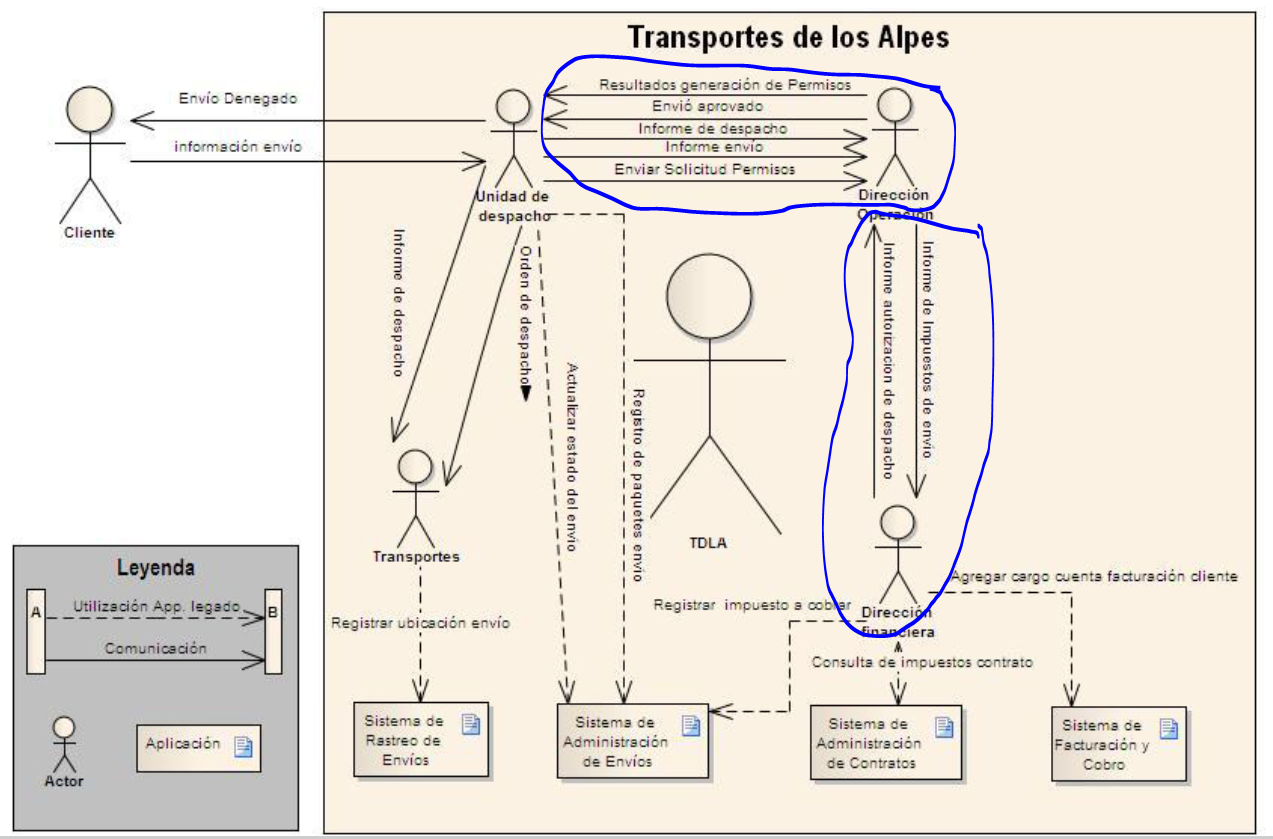 Transportes de los Alpes
Resultados generación de Permisos
Envió aprovado
Informe de despacho
Informe envío
Enviar Solicitud Permisos
Envío Denegado
información envío
Cliente
Unidad de
despacho
Dirección
Operación
Informe de despacho
Orden de despacho
Actualizar estado del envio
Registro de paquetes envío
Informe autorizacion de despacho
Informe de Impuestos de envio
TDLA
Transportes
Dirección
financiera
Registrar ubicación envío
Registrar impuesto a cobrar
Agregar cargo cuenta facturación cliente
Consulta de impuestos contrato
Sistema de
Rastreo de
Envíos
Sistema de
Administración
de Envíos
Sistema de
Administración
de Contratos
Sistema de
Facturación y
Cobro
Leyenda
A
Utilización App. legado
B
Comunicación
Actor
Aplicación